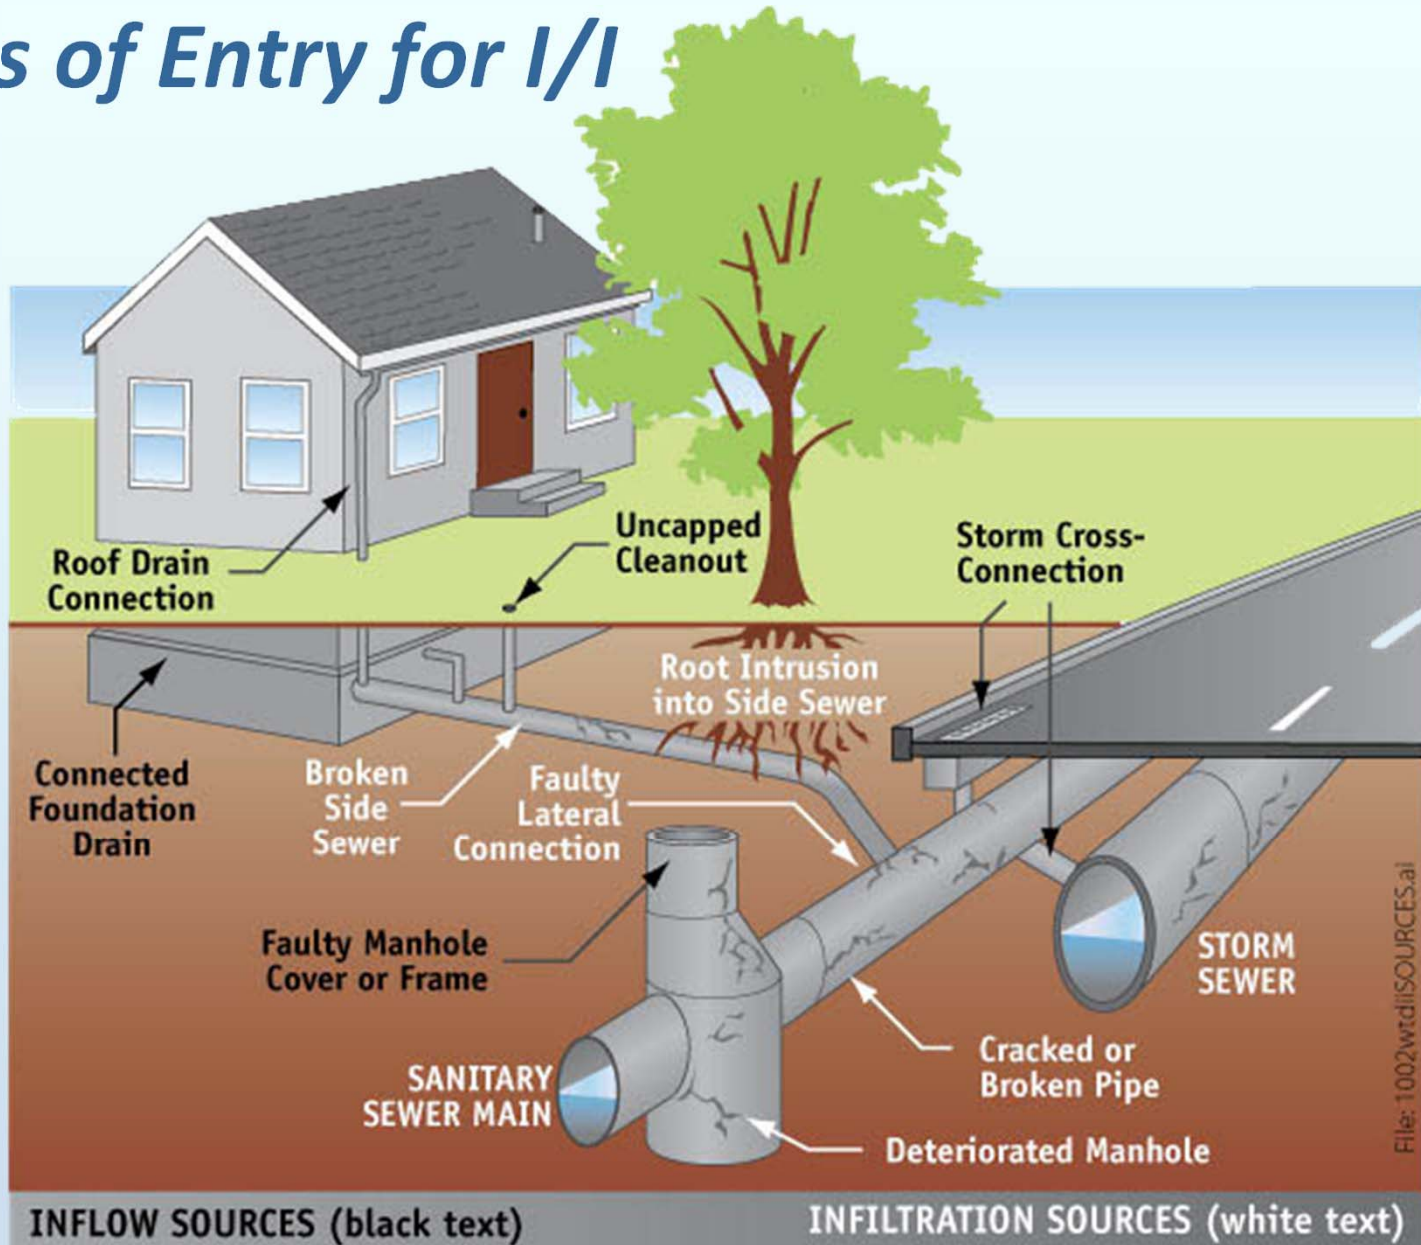 s of Entry for I/I
Roof Drain
Connection
Uncapped
Cleanout
Storm Cross-
Connection
Root Intrusion
into Side Sewer
Connected
Foundation
Drain
Broken
Side
Sewer
Faulty
Lateral
Connection
Faulty Manhole
Cover or Frame
STORM
SEWER
SANITARY
SEWER MAIN
Cracked or
Broken Pipe
Deteriorated Manhole
File: 1002wtdiiSOURCES.ai
INFLOW SOURCES (black text)
INFILTRATION SOURCES (white text)